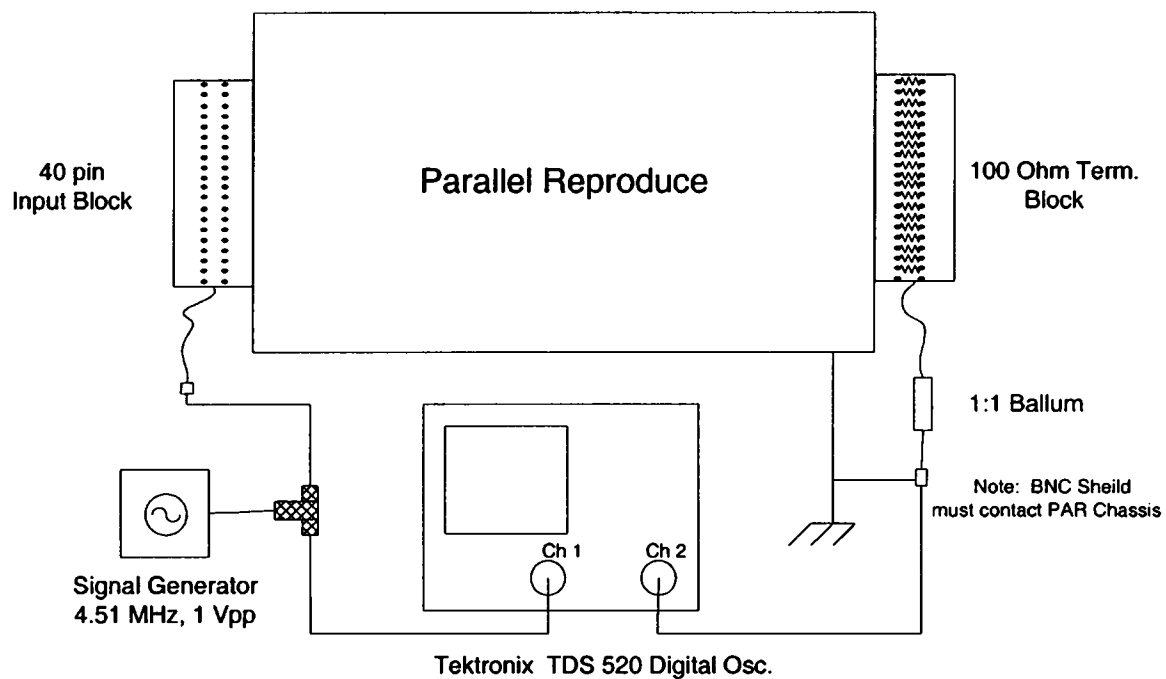 40 pin
Input Block
Parallel Reproduce
100 Ohm Term.
Block
1:1 Ballum
Note: BNC Sheild
must contact PAR Chassis
Ch 1
Ch 2
Signal Generator
4.51 MHz, 1 Vpp
Tektronix TDS 520 Digital Osc.